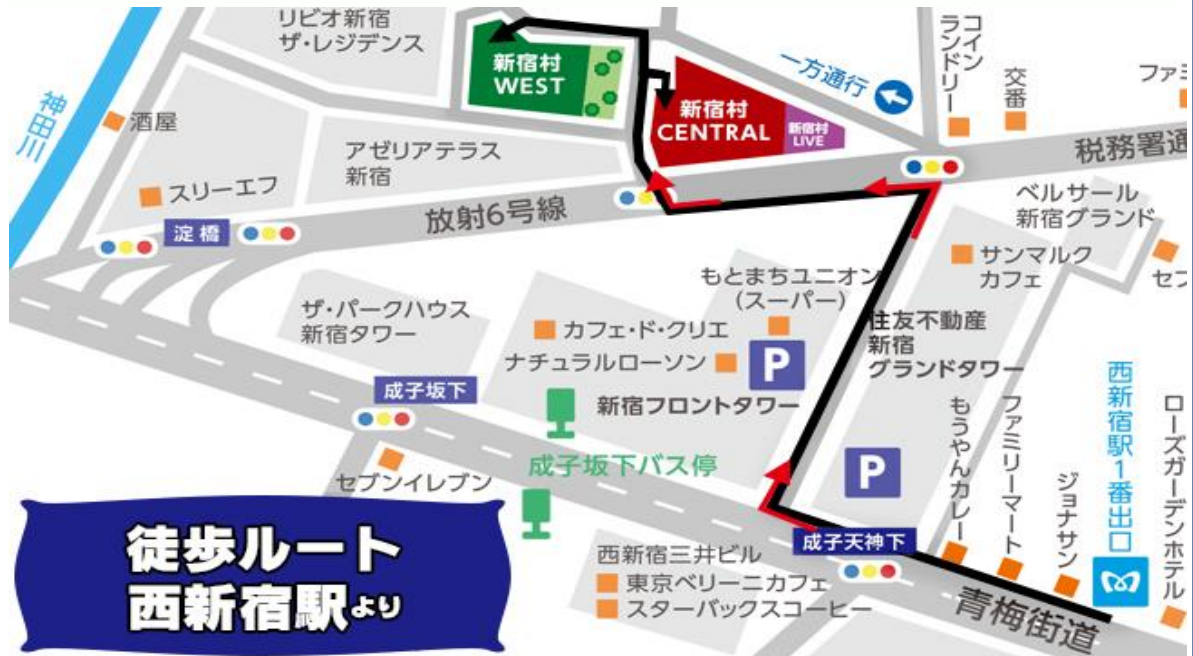 リビオ新宿
ザ・レジデンス
新宿村
WEST
新宿村
CENTRAL
新宿村
LIVE
一方通行
コイン
ランドリー
交番
ファミ
税務署通
神田川
酒屋
アゼリアテラス
新宿
スリーエフ
淀橋
放射6号線
ベルサール
新宿グランド
サンマルク
カフェ
セブ
もとまちユニオン
(スーパー)
ザ・パークハウス
新宿タワー
カフェ・ド・クリエ
ナチュラルローソン
P
住友不動産
新宿
グランドタワー
成子坂下
新宿フロントタワー
成子坂下バス停
セブンイレブン
P
もうやんカレー
ファミリーマート
ジョナサン
西新宿駅1番出口
ローズガーデンホテル
成子天神下
西新宿三井ビル
東京ベリーニカフェ
スターバックスコーヒー
青梅街道
徒歩ルート
西新宿駅より